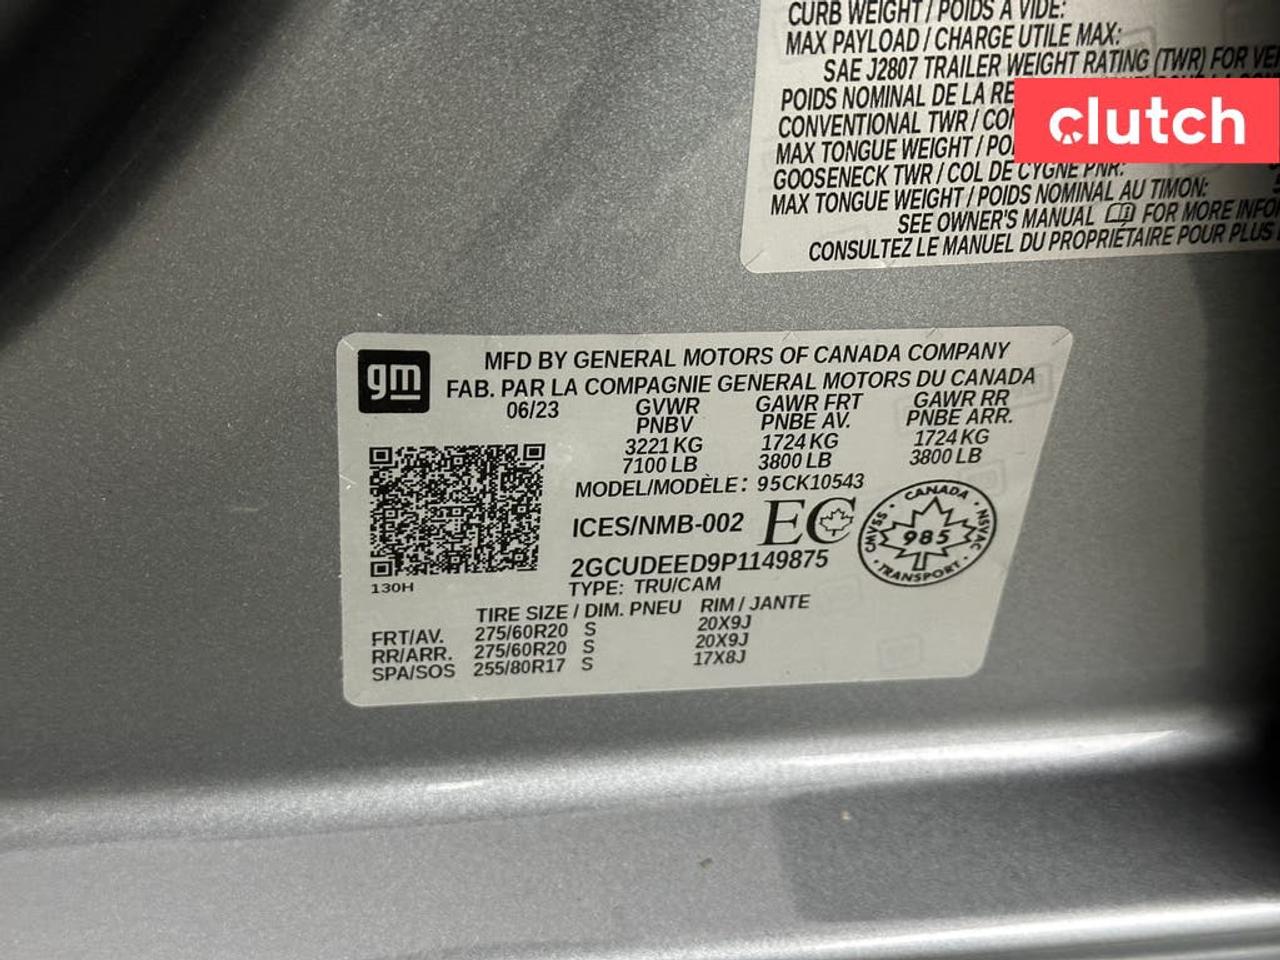 CURB WEIGHT / POIDS À VIDE:
MAX PAYLOAD / CHARGE UTILE MAX:
SAE J2807 TRAILER WEIGHT RATING (TWR) FOR
POIDS NOMINAL DE LA
CONVENTIONAL TWR /
MAX TONGUE WEIGHT /
GOOSENECK TWR / COL DE CYGNE PNR:
MAX TONGUE WEIGHT / POIDS NOMINAL AU TIMON:
SEE OWNER'S MANUAL FOR MORE
CONSULTEZ LE MANUEL DU PROPRIÉTAIRE POUR PLUS
clutch
gm
MFD BY GENERAL MOTORS OF CANADA COMPANY
FAB. PAR LA COMPAGNIE GENERAL MOTORS DU CANADA
06/23 GVWR GAWR FRT GAWR RR
PNBV PNBE AV. PNBE ARR.
3221 KG 1724 KG 1724 KG
7100 LB 3800 LB 3800 LB
MODEL/MODÈLE: 95CK10543
ICES/NMB-002 EC
CANADA
CMVSS 985 NSVAC
TRANSPORT
2GCUDEED9P1149875
130H
TYPE: TRU/CAM
TIRE SIZE / DIM. PNEU RIM / JANTE
FRT/AV. 275/60R20 S 20X9J
RR/ARR. 275/60R20 S 20X9J
SPA/SOS 255/80R17 S 17X8J